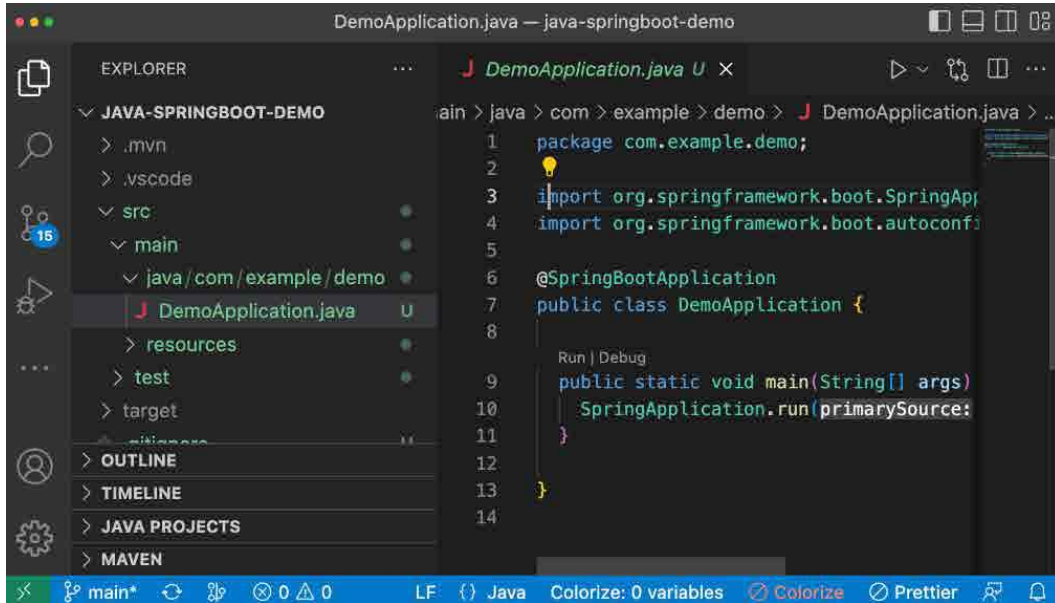 DemoApplication.java — java-springboot-demo
EXPLORER
JAVA-SPRINGBOOT-DEMO
.mvn
.vscode
src
main
java/com/example/demo
DemoApplication.java U
resources
test
target
.gitignore U
OUTLINE
TIMELINE
JAVA PROJECTS
MAVEN
15
J DemoApplication.java U
ain > java > com > example > demo > J DemoApplication.java > ...
1 package com.example.demo;
2
3 import org.springframework.boot.SpringApp
4 import org.springframework.boot.autoconfi
5
6 @SpringBootApplication
7 public class DemoApplication {
8
Run | Debug
9 public static void main(String[] args)
10 SpringApplication.run(primarySource:
11 }
12
13 }
14
main* 0 0 LF {} Java Colorize: 0 variables Colorize Prettier